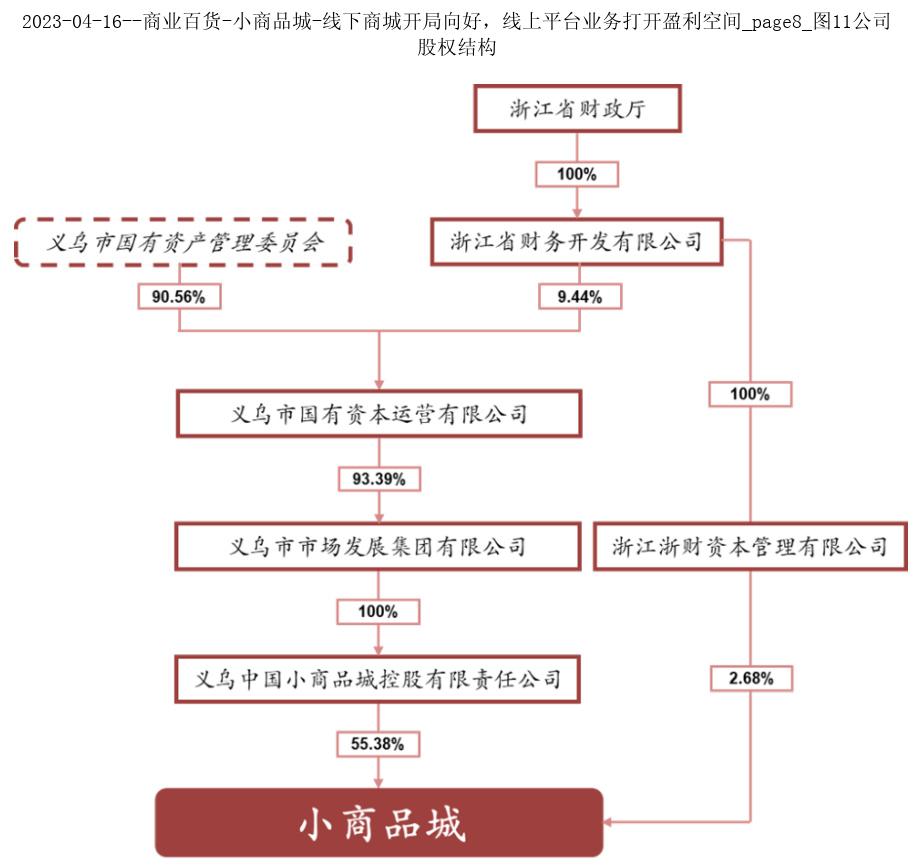 2023-04-16--商业百货-小商品城-线下商城开局向好，线上平台业务打开盈利空间_page8_图11公司
股权结构
浙江省财政厅
100%
义乌市国有资产管理委员会
浙江省财务开发有限公司
90.56%
9.44%
100%
义乌市国有资本运营有限公司
93.39%
义乌市市场发展集团有限公司
浙江浙财资本管理有限公司
100%
义乌中国小商品城控股有限责任公司
2.68%
55.38%
小商品城